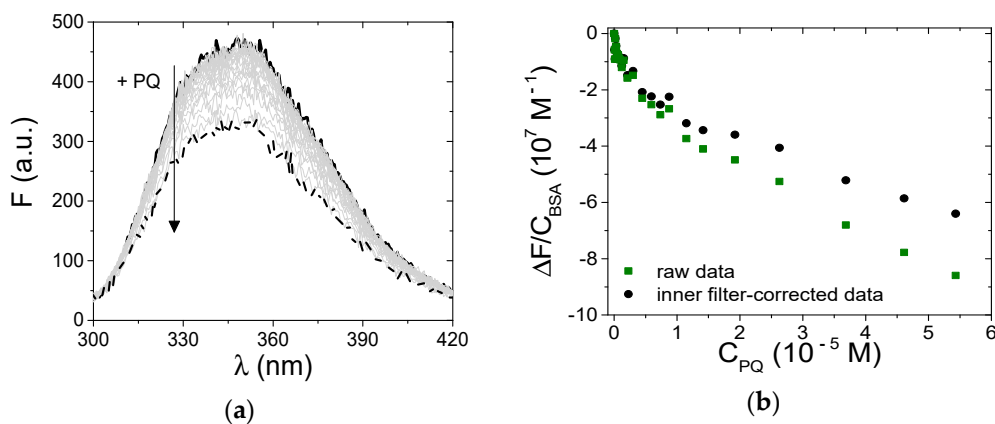 500
400
300
200
100
0
F (a.u.)
+ PQ
300 330 360 390 420
λ (nm)
(a)
0
-2
-4
-6
-8
-10
ΔF/C_BSA (10^7 M^-1)
raw data
inner filter-corrected data
0 1 2 3 4 5 6
C_PQ (10^-5 M)
(b)